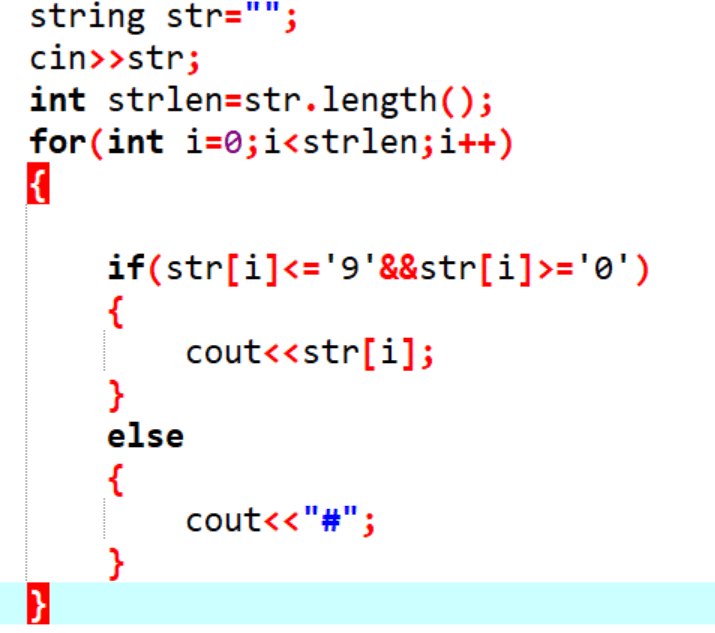 string str="";
cin>>str;
int strlen=str.length();
for(int i=0;i<strlen;i++)
{
if(str[i]<='9'&&str[i]>='0')
{
cout<<str[i];
}
else
{
cout<<"#";
}
}